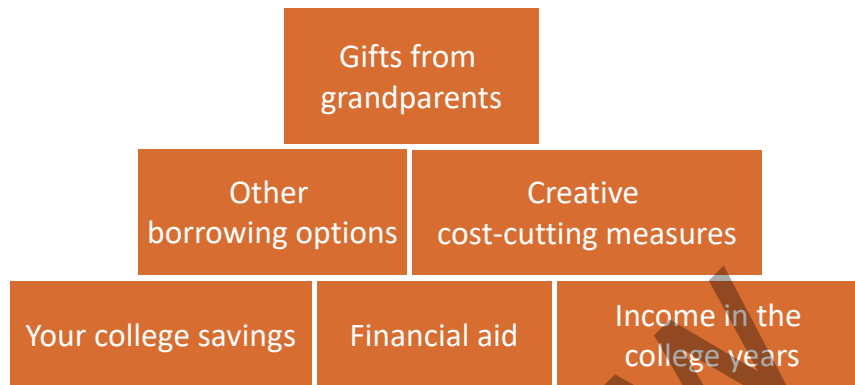 Gifts from
grandparents
Other
borrowing options
Creative
cost-cutting measures
Your college savings
Financial aid
Income in the
college years